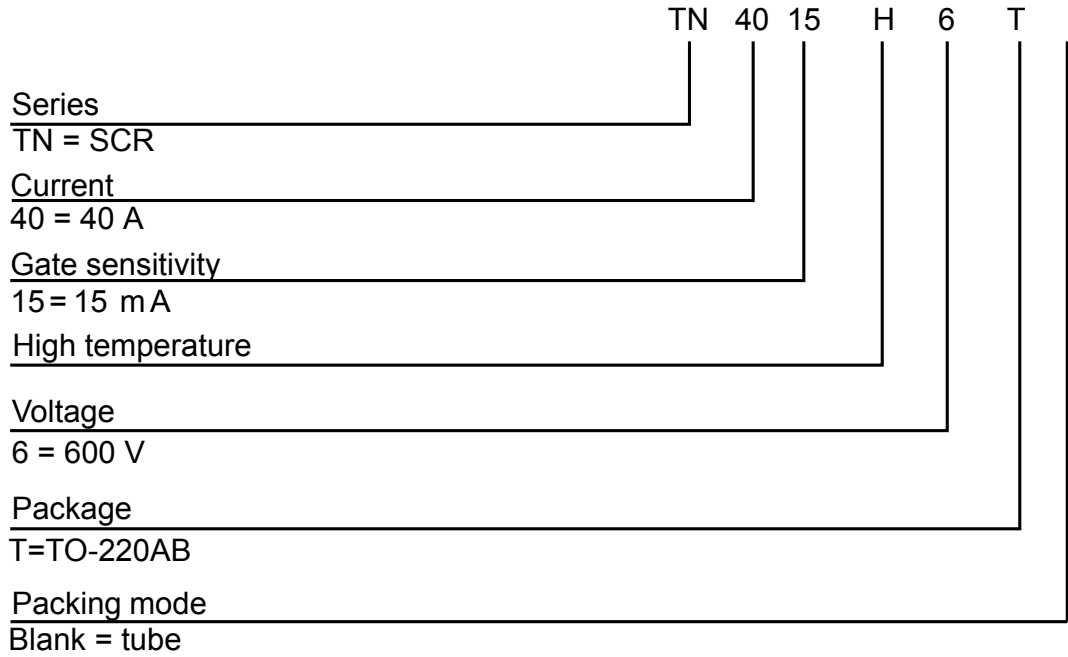 TN 40 15 H 6 T
Series
TN = SCR
Current
40 = 40 A
Gate sensitivity
15 = 15 mA
High temperature
Voltage
6 = 600 V
Package
T=TO-220AB
Packing mode
Blank = tube